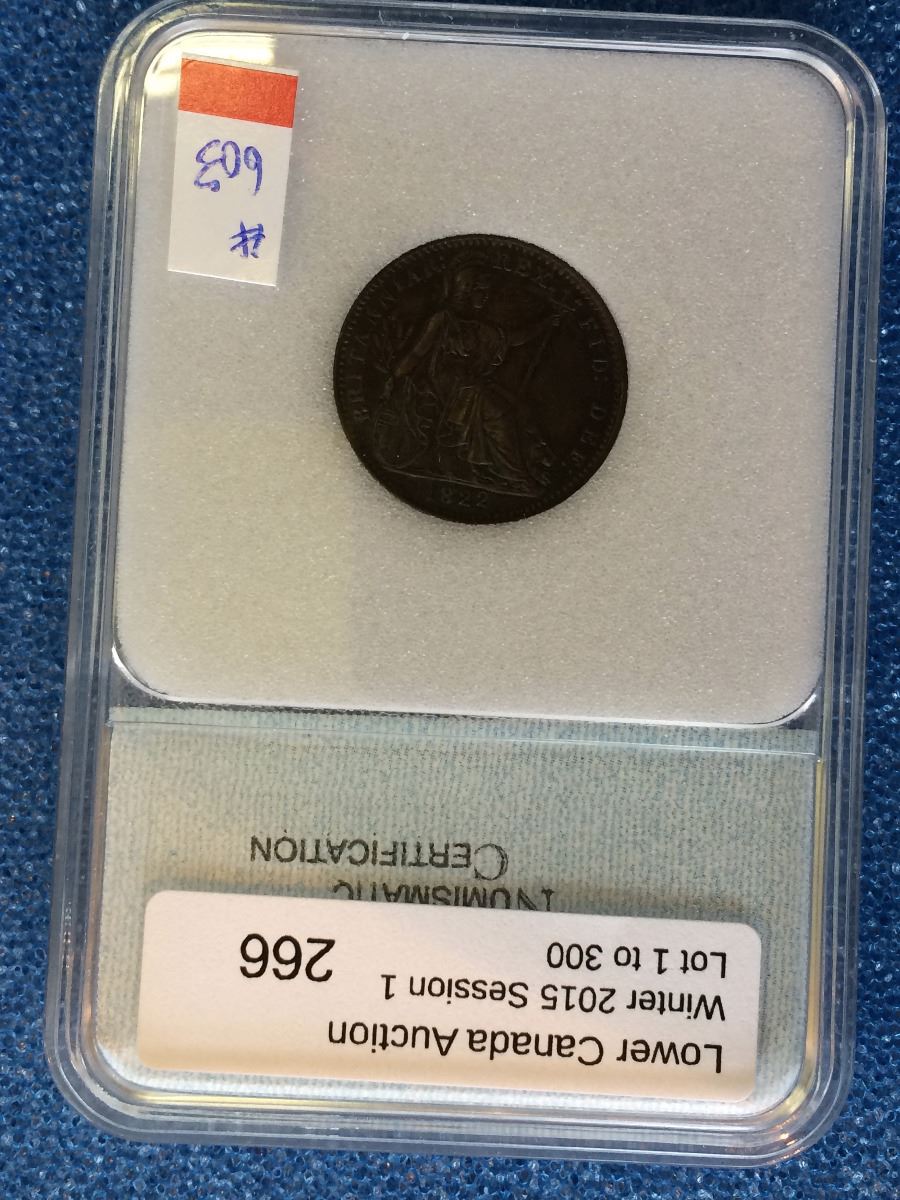 Lower Canada Auction
Winter 2015 Session 1
Lot 1 to 300
266
NUMISMATIC
CERTIFICATION
# 603
BRITANNIAR: REX FID: DEF:
1822